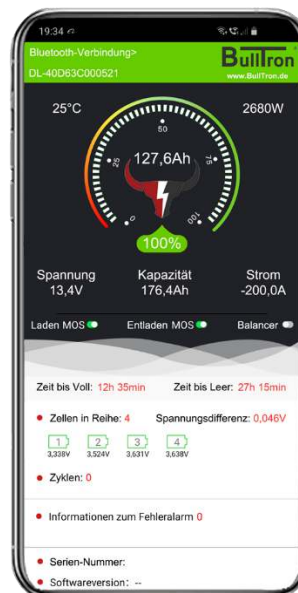 19:34
Bluetooth-Verbindung>
DL-40D63C000521
BullTron
www.BullTron.de
25°C
2680W
0
25
50
75
100
127,6Ah
100%
Spannung Kapazität Strom
13,4V 176,4Ah -200,0A
Laden MOS Entladen MOS Balancer
Zeit bis Voll: 12h 35min Zeit bis Leer: 27h 15min
Zellen in Reihe: 4 Spannungsdifferenz: 0,046V
1 2 3 4
3,338V 3,524V 3,631V 3,638V
Zyklen: 0
Informationen zum Fehleralarm 0
Serien-Nummer:
Softwareversion: --